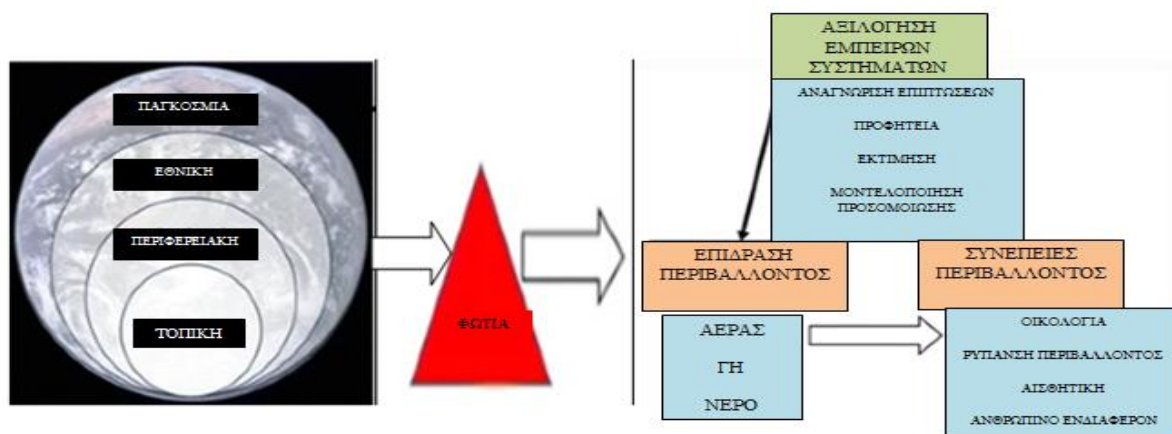 ΠΑΓΚΟΣΜΙΑ
ΕΘΝΙΚΗ
ΠΕΡΙΦΕΡΕΙΑΚΗ
ΤΟΠΙΚΗ
ΦΩΤΙΑ
ΑΞΙΛΟΓΗΣΗ
ΕΜΠΕΙΡΩΝ
ΣΥΣΤΗΜΑΤΩΝ
ΑΝΑΓΝΩΡΙΣΗ ΕΠΙΠΤΩΣΕΩΝ
ΠΡΟΦΗΤΕΙΑ
ΕΚΤΙΜΗΣΗ
ΜΟΝΤΕΛΟΠΟΙΗΣΗ
ΠΡΟΣΟΜΟΙΩΣΗΣ
ΕΠΙΔΡΑΣΗ
ΠΕΡΙΒΑΛΛΟΝΤΟΣ
ΑΕΡΑΣ
ΓΗ
ΝΕΡΟ
ΣΥΝΕΠΕΙΕΣ
ΠΕΡΙΒΑΛΛΟΝΤΟΣ
ΟΙΚΟΛΟΓΙΑ
ΡΥΠΑΝΣΗ ΠΕΡΙΒΑΛΛΟΝΤΟΣ
ΑΙΣΘΗΤΙΚΗ
ΑΝΘΡΩΠΙΝΟ ΕΝΔΙΑΦΕΡΟΝ